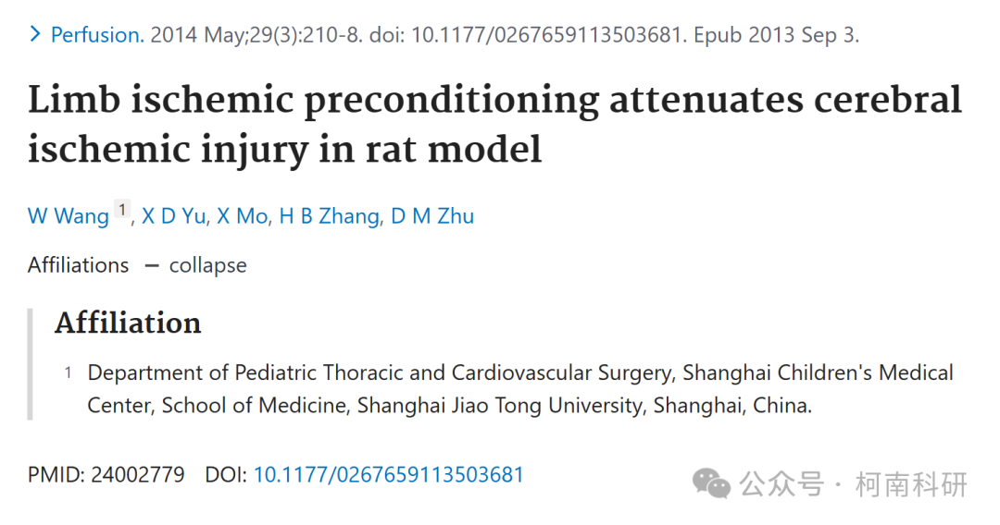 Perfusion. 2014 May;29(3):210-8. doi: 10.1177/0267659113503681. Epub 2013 Sep 3.
Limb ischemic preconditioning attenuates cerebral
ischemic injury in rat model
W Wang 1, X D Yu, X Mo, H B Zhang, D M Zhu
Affiliations — collapse
Affiliation
1 Department of Pediatric Thoracic and Cardiovascular Surgery, Shanghai Children's Medical
Center, School of Medicine, Shanghai Jiao Tong University, Shanghai, China.
PMID: 24002779 DOI: 10.1177/0267659113503681
公众号 · 柯南科研